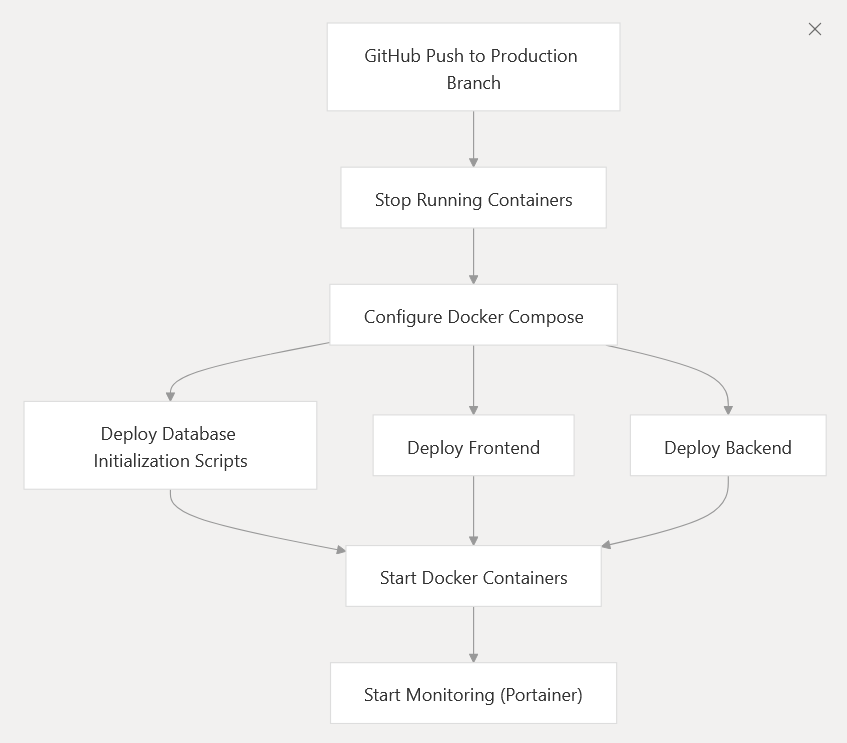 GitHub Push to Production
Branch
Stop Running Containers
Configure Docker Compose
Deploy Database
Initialization Scripts
Deploy Frontend
Deploy Backend
Start Docker Containers
Start Monitoring (Portainer)